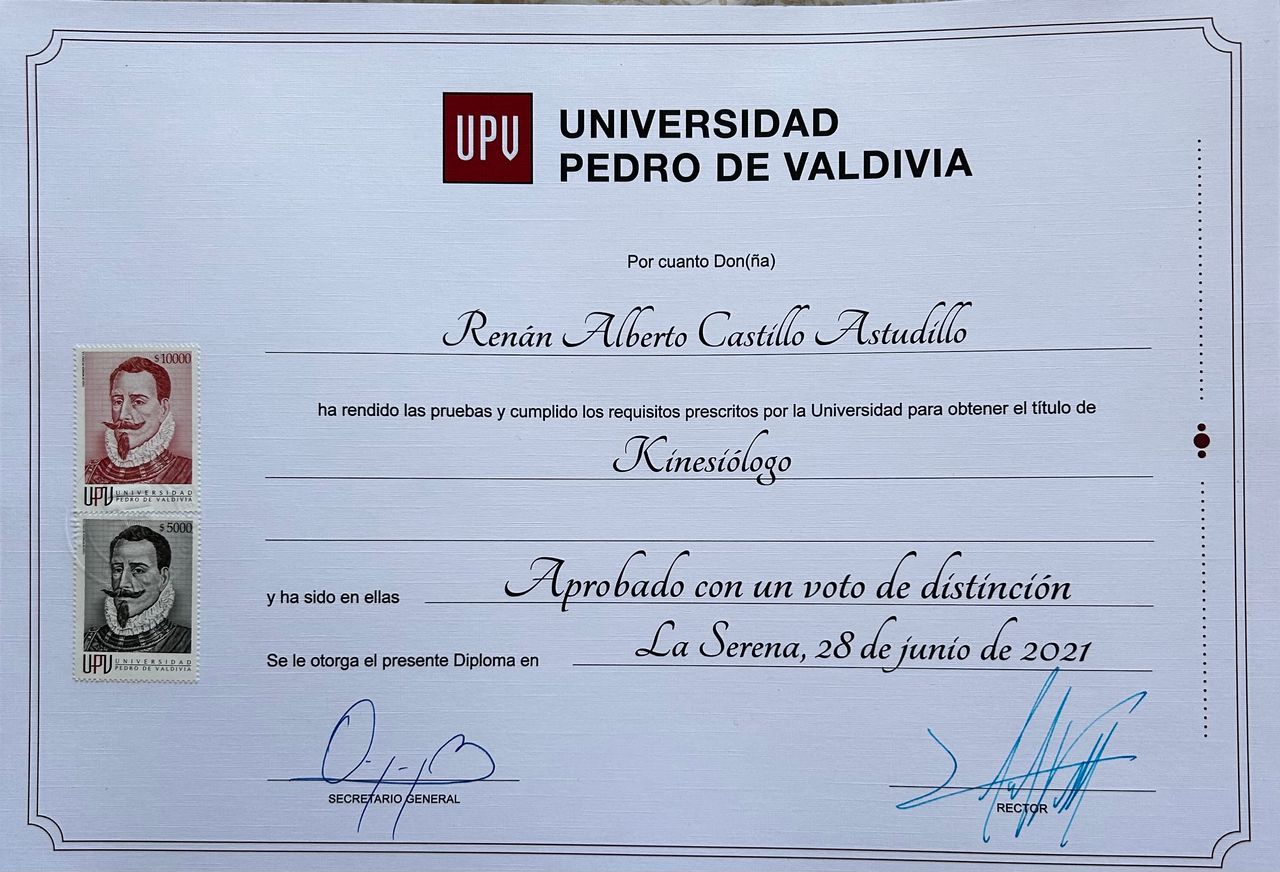 UPV
UNIVERSIDAD
PEDRO DE VALDIVIA
Por cuanto Don(ña)
Renán Alberto Castillo Astudillo
ha rendido las pruebas y cumplido los requisitos prescritos por la Universidad para obtener el título de
Kinesiólogo
y ha sido en ellas Aprobado con un voto de distinción
Se le otorga el presente Diploma en La Serena, 28 de junio de 2021
$ 10000
UPV UNIVERSIDAD
PEDRO DE VALDIVIA
$ 5000
UPV UNIVERSIDAD
PEDRO DE VALDIVIA
SECRETARIO GENERAL
RECTOR